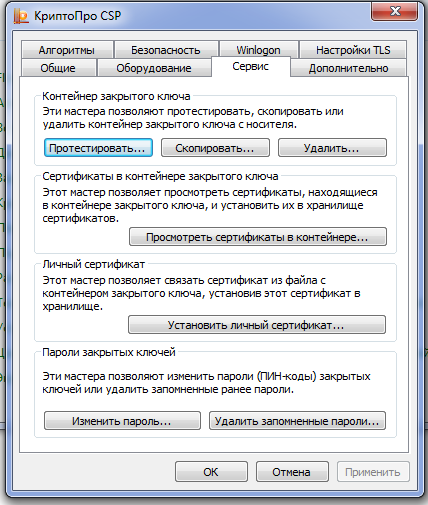 КриптоПро CSP
Алгоритмы Безопасность Winlogon Настройки TLS
Общие Оборудование Сервис Дополнительно
Контейнер закрытого ключа
Эти мастера позволяют протестировать, скопировать или
удалить контейнер закрытого ключа с носителя.
Протестировать... Скопировать... Удалить...
Сертификаты в контейнере закрытого ключа
Этот мастер позволяет просмотреть сертификаты, находящиеся
в контейнере закрытого ключа, и установить их в хранилище
сертификатов.
Просмотреть сертификаты в контейнере...
Личный сертификат
Этот мастер позволяет связать сертификат из файла с
контейнером закрытого ключа, установив этот сертификат в
хранилище.
Установить личный сертификат...
Пароли закрытых ключей
Эти мастера позволяют изменить пароли (ПИН-коды) закрытых
ключей или удалить запомненные ранее пароли.
Изменить пароль... Удалить запомненные пароли...
ОК Отмена Применить